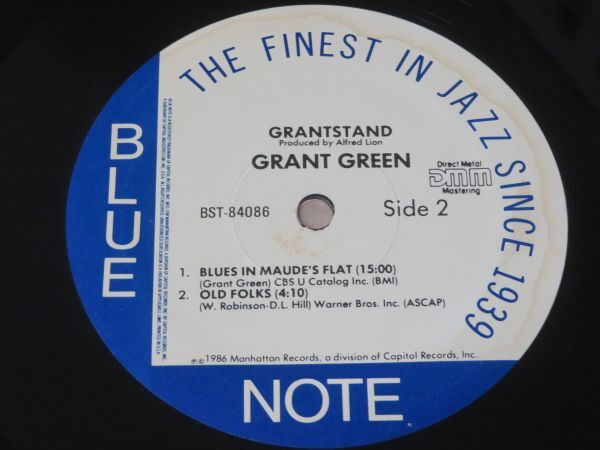 THE FINEST IN JAZZ SINCE 1939
BLUE
NOTE
GRANTSTAND
Produced by Alfred Lion
GRANT GREEN
Direct Metal
DMM
Mastering
BST-84086
Side 2
1. BLUES IN MAUDE'S FLAT (15:00)
(Grant Green) CBS U Catalog Inc. (BMI)
2. OLD FOLKS (4:10)
(W. Robinson-D.L. Hill) Warner Bros. Inc. (ASCAP)
℗©1986 Manhattan Records, a division of Capitol Records, Inc.